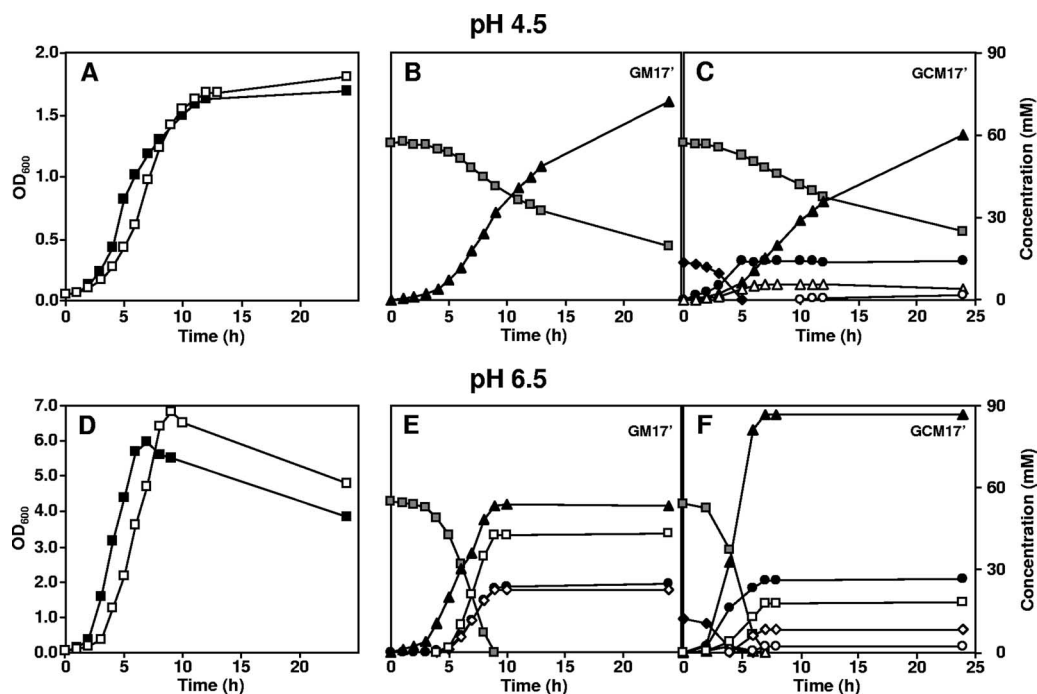 pH 4.5
A
B
GM17'
C
GCM17'
2.0
1.5
1.0
0.5
0.0
OD600
90
60
30
0
Concentration (mM)
0 5 10 15 20
0 5 10 15 20
0 5 10 15 20 25
Time (h)
Time (h)
Time (h)
pH 6.5
D
E
GM17'
F
GCM17'
7.0
6.0
5.0
4.0
3.0
2.0
1.0
0.0
OD600
90
60
30
0
Concentration (mM)
0 5 10 15 20
0 5 10 15 20
0 5 10 15 20 25
Time (h)
Time (h)
Time (h)